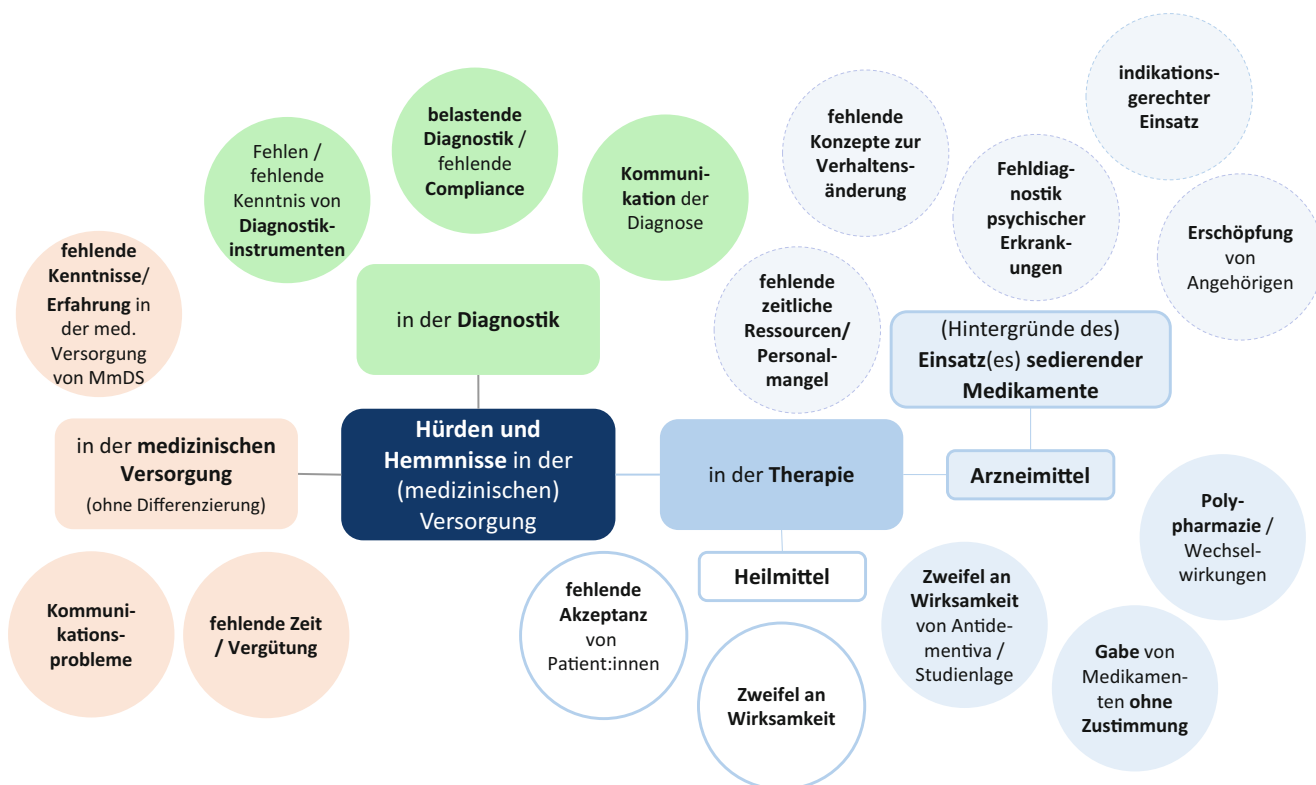 indikations-
gerechter
Einsatz
belastende
Diagnostik /
fehlende
Compliance
fehlende
Konzepte zur
Verhaltens-
änderung
Fehlen /
fehlende
Kenntnis von
Diagnostik-
instrumenten
Kommuni-
kation der
Diagnose
Fehldiag-
nostik
psychischer
Erkrank-
ungen
Erschöpfung
von
Angehörigen
fehlende
Kenntnisse/
Erfahrung in
der med.
Versorgung
von MmDS
fehlende
zeitliche
Ressourcen/
Personal-
mangel
in der Diagnostik
(Hintergründe des)
Einsatz(es) sedierender
Medikamente
in der medizinischen
Versorgung
(ohne Differenzierung)
Hürden und
Hemmnisse in der
(medizinischen)
Versorgung
in der Therapie
Arzneimittel
Poly-
pharmazie /
Wechsel-
wirkungen
Heilmittel
Kommuni-
kations-
probleme
fehlende Zeit
/ Vergütung
fehlende
Akzeptanz
von
Patient:innen
Zweifel an
Wirksamkeit
Zweifel an
Wirksamkeit
von Antide-
mentiva /
Studienlage
Gabe von
Medikamen-
ten ohne
Zustimmung